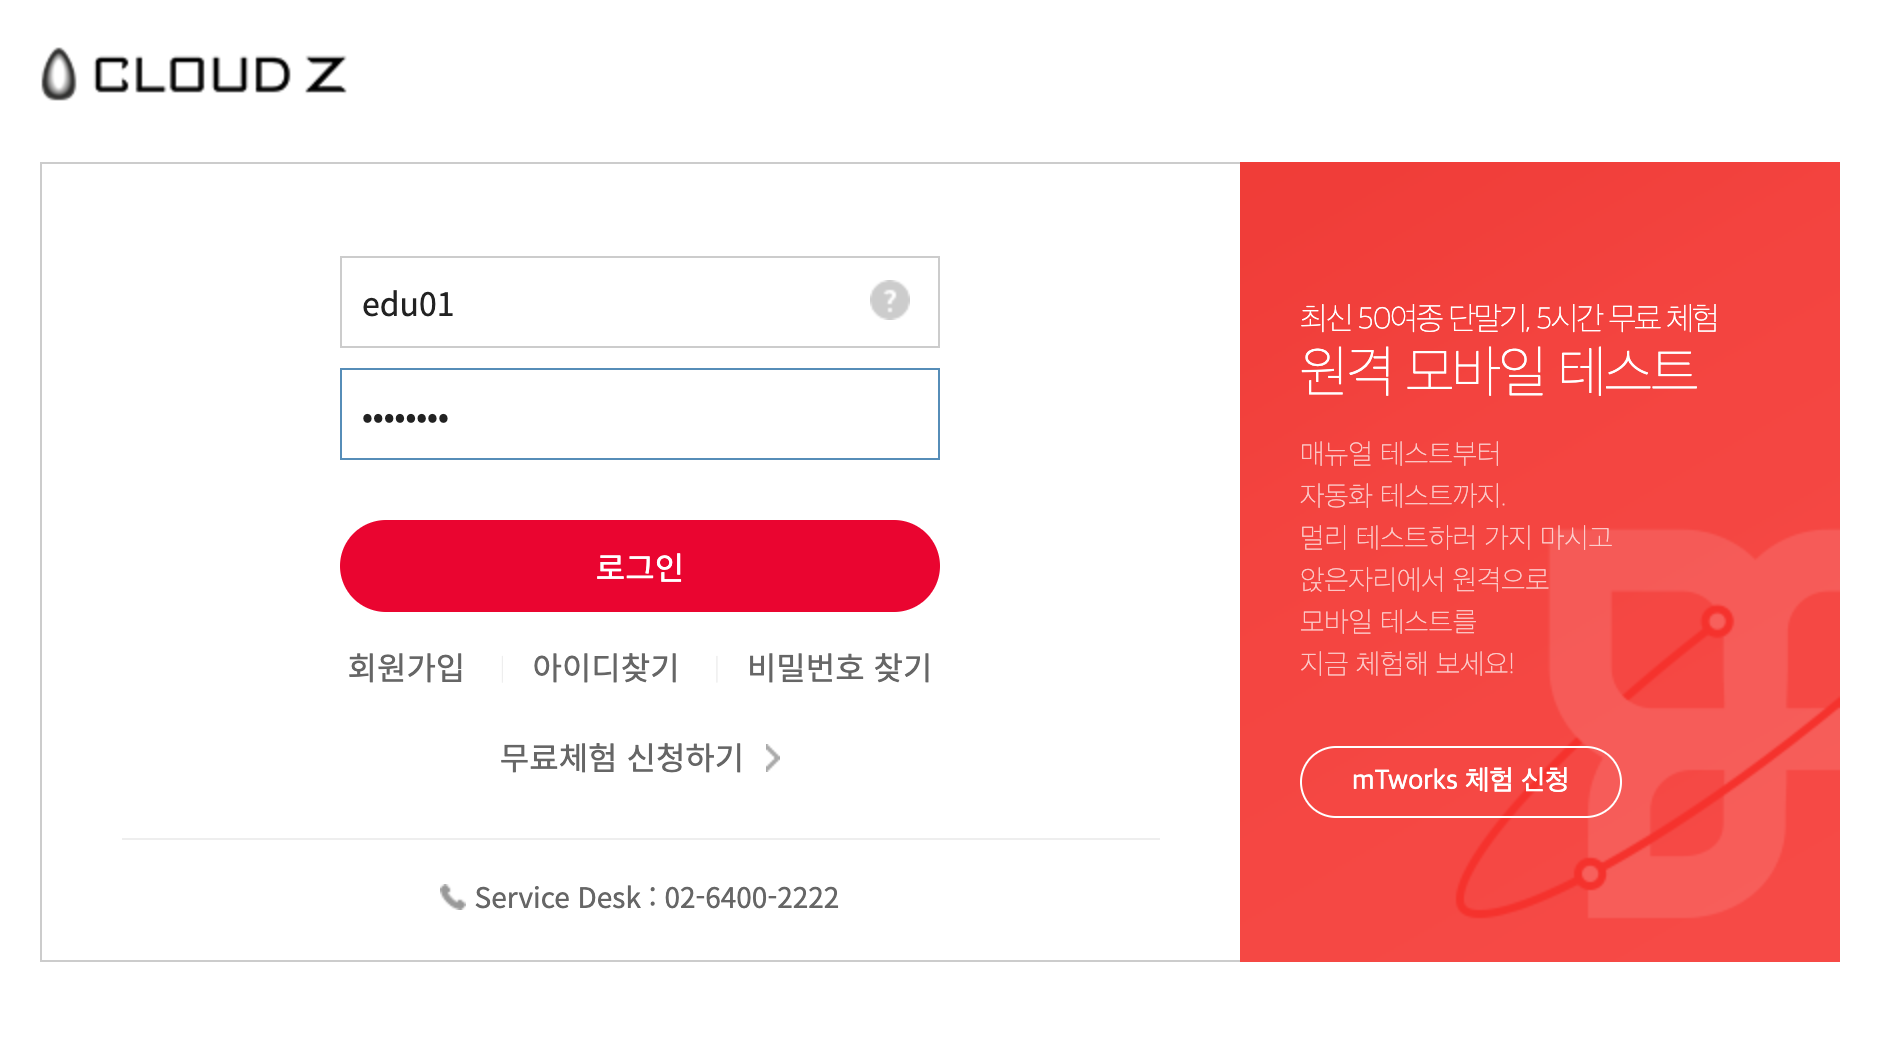 CLOUD Z
edu01
?
••••••••
로그인
회원가입
아이디찾기
비밀번호 찾기
무료체험 신청하기
Service Desk : 02-6400-2222
최신 50여종 단말기, 5시간 무료 체험
원격 모바일 테스트
매뉴얼 테스트부터
자동화 테스트까지.
멀리 테스트하러 가지 마시고
앉은자리에서 원격으로
모바일 테스트를
지금 체험해 보세요!
mTworks 체험 신청